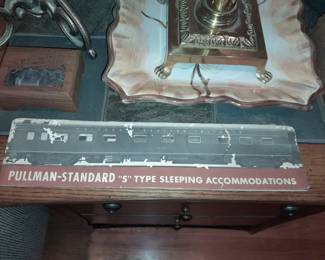 PULLMAN-STANDARD "S" TYPE SLEEPING ACCOMMODATIONS